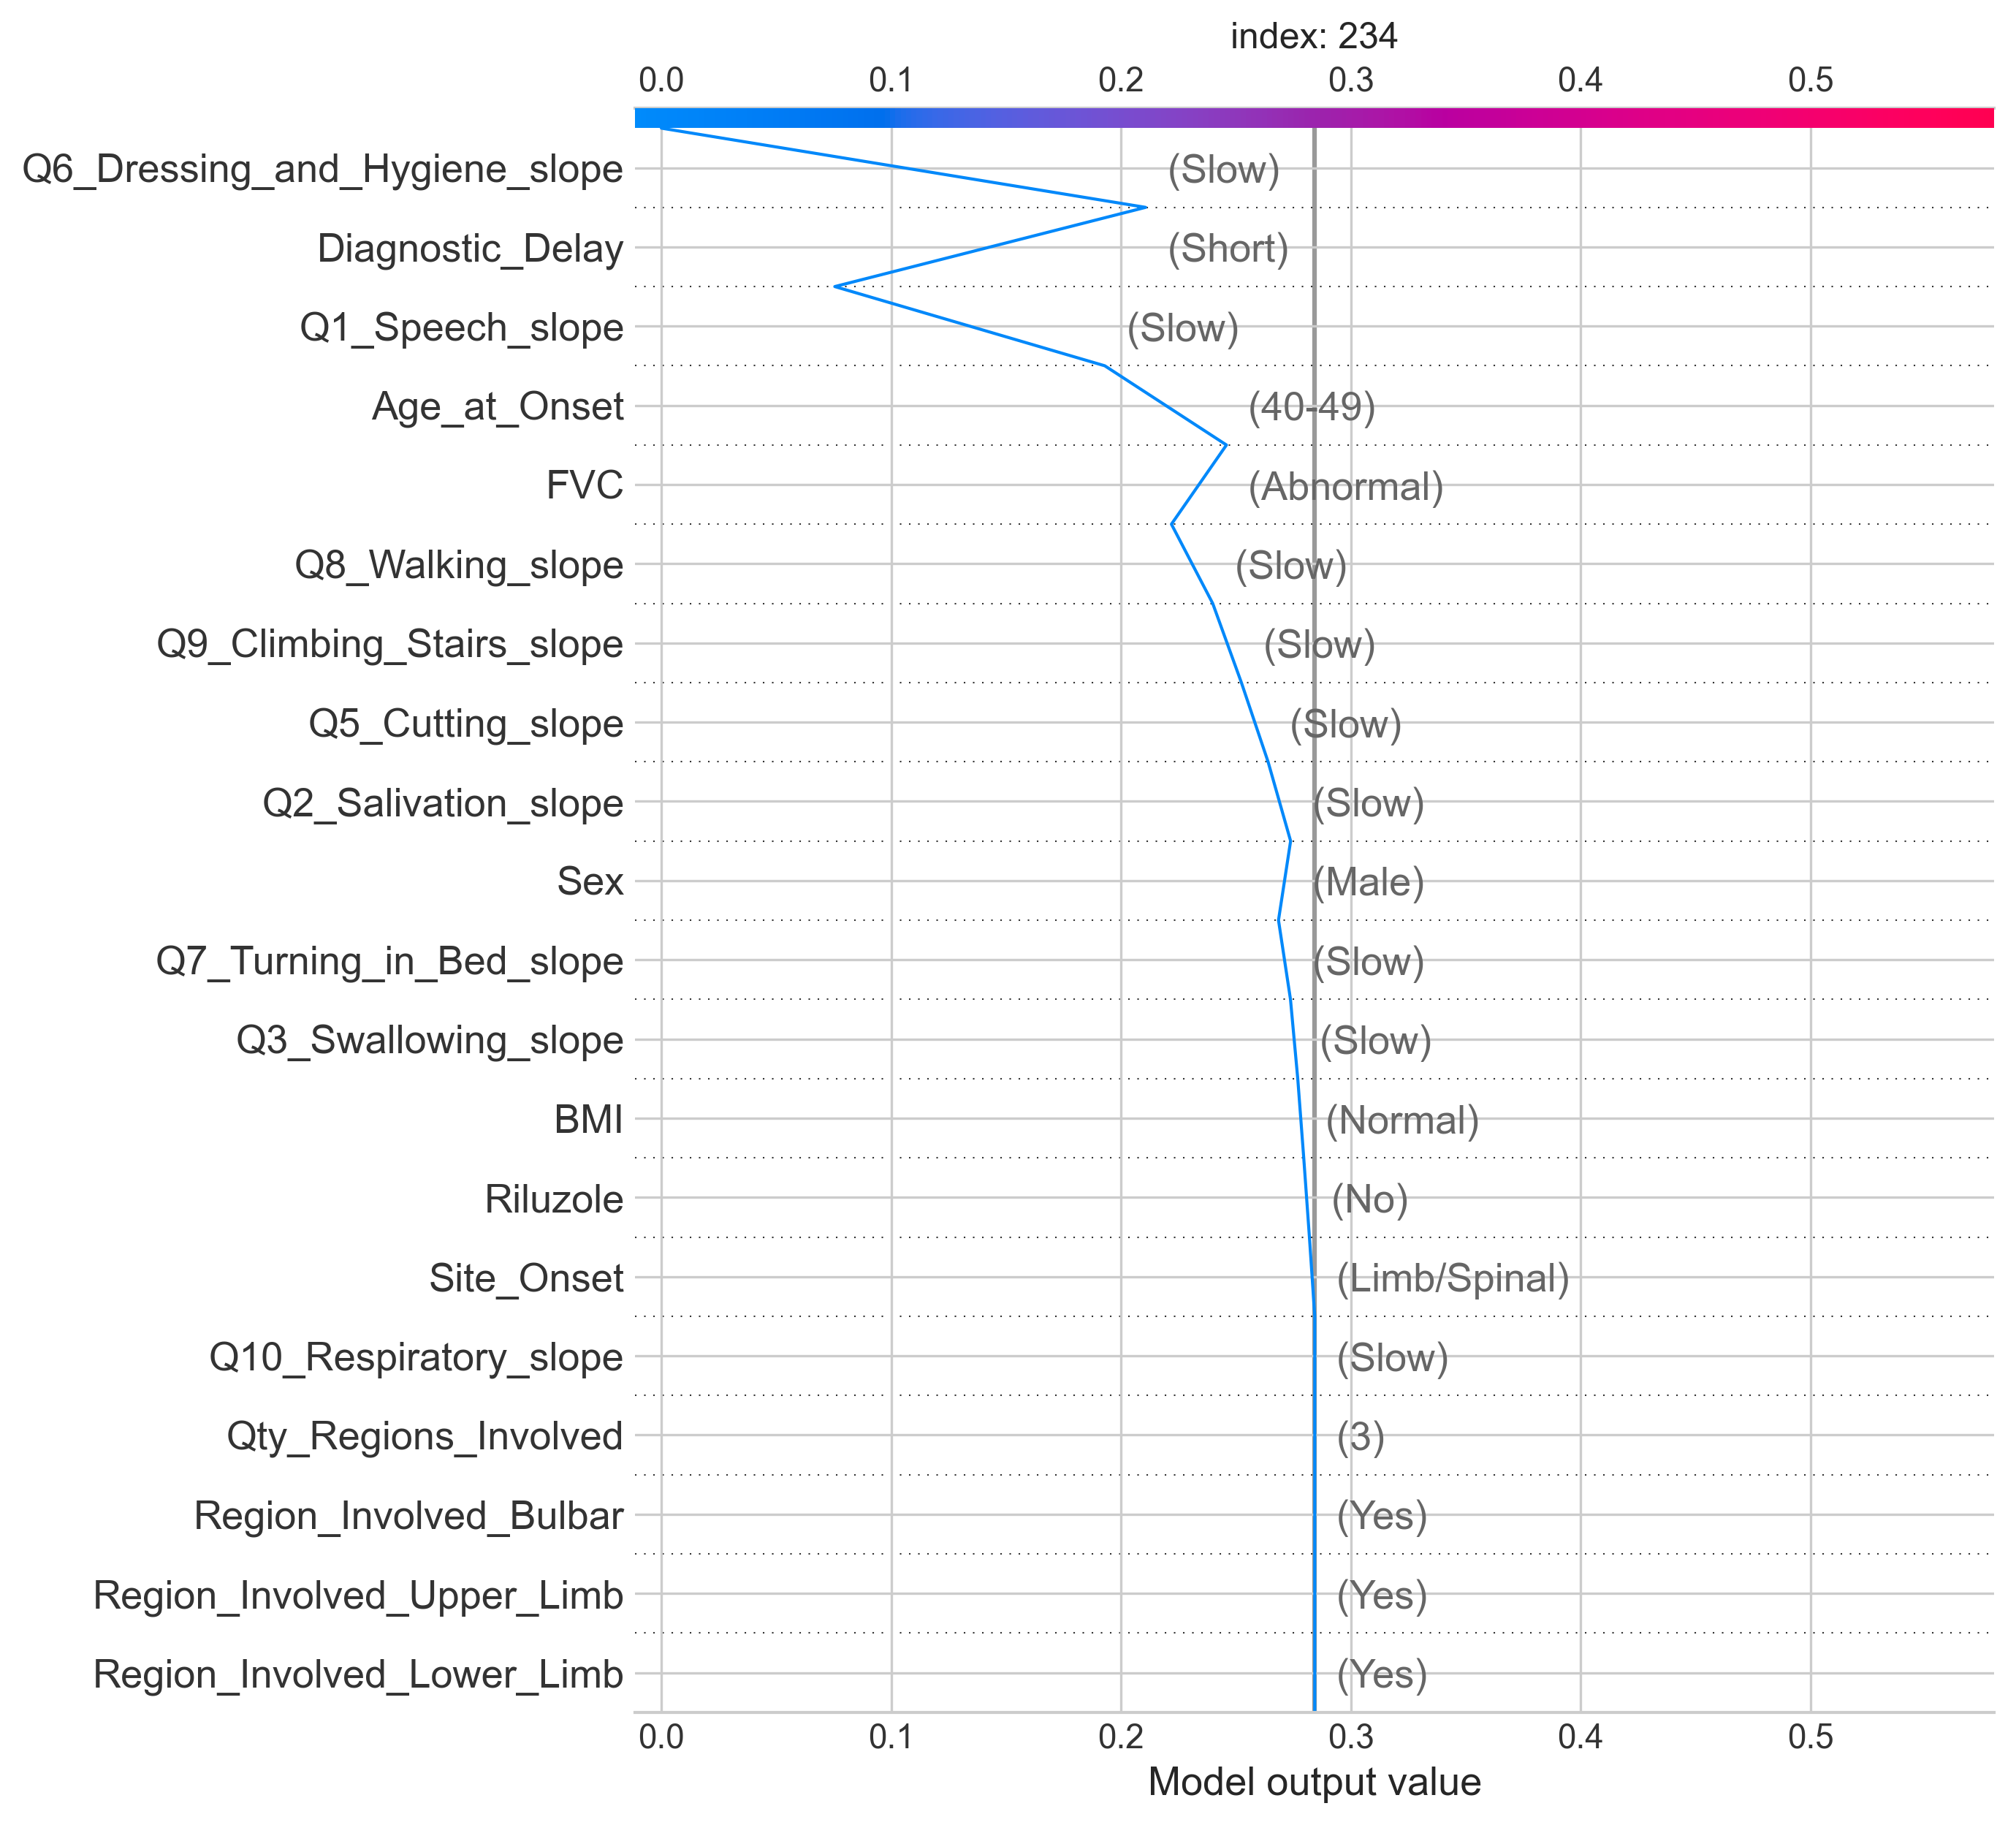 index: 234
0.0 0.1 0.2 0.3 0.4 0.5
Q6_Dressing_and_Hygiene_slope (Slow)
Diagnostic_Delay (Short)
Q1_Speech_slope (Slow)
Age_at_Onset (40-49)
FVC (Abnormal)
Q8_Walking_slope (Slow)
Q9_Climbing_Stairs_slope (Slow)
Q5_Cutting_slope (Slow)
Q2_Salivation_slope (Slow)
Sex (Male)
Q7_Turning_in_Bed_slope (Slow)
Q3_Swallowing_slope (Slow)
BMI (Normal)
Riluzole (No)
Site_Onset (Limb/Spinal)
Q10_Respiratory_slope (Slow)
Qty_Regions_Involved (3)
Region_Involved_Bulbar (Yes)
Region_Involved_Upper_Limb (Yes)
Region_Involved_Lower_Limb (Yes)
0.0 0.1 0.2 0.3 0.4 0.5
Model output value